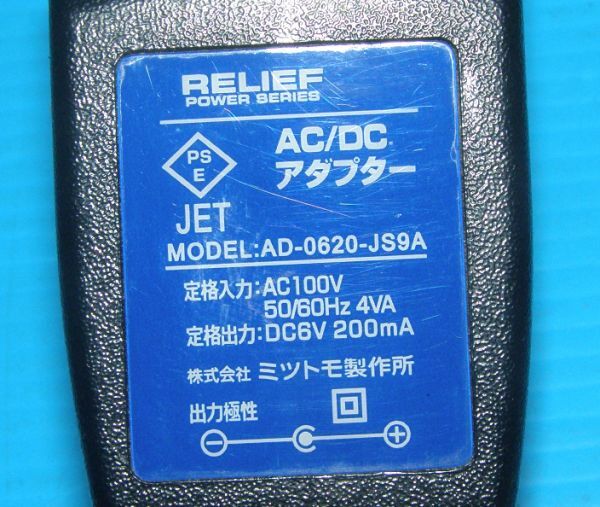 RELIEF
POWER SERIES
PS
E
AC/DC
アダプター
JET
MODEL:AD-0620-JS9A
定格入力:AC100V
50/60Hz 4VA
定格出力:DC6V 200mA
株式会社 ミツトモ製作所
出力極性